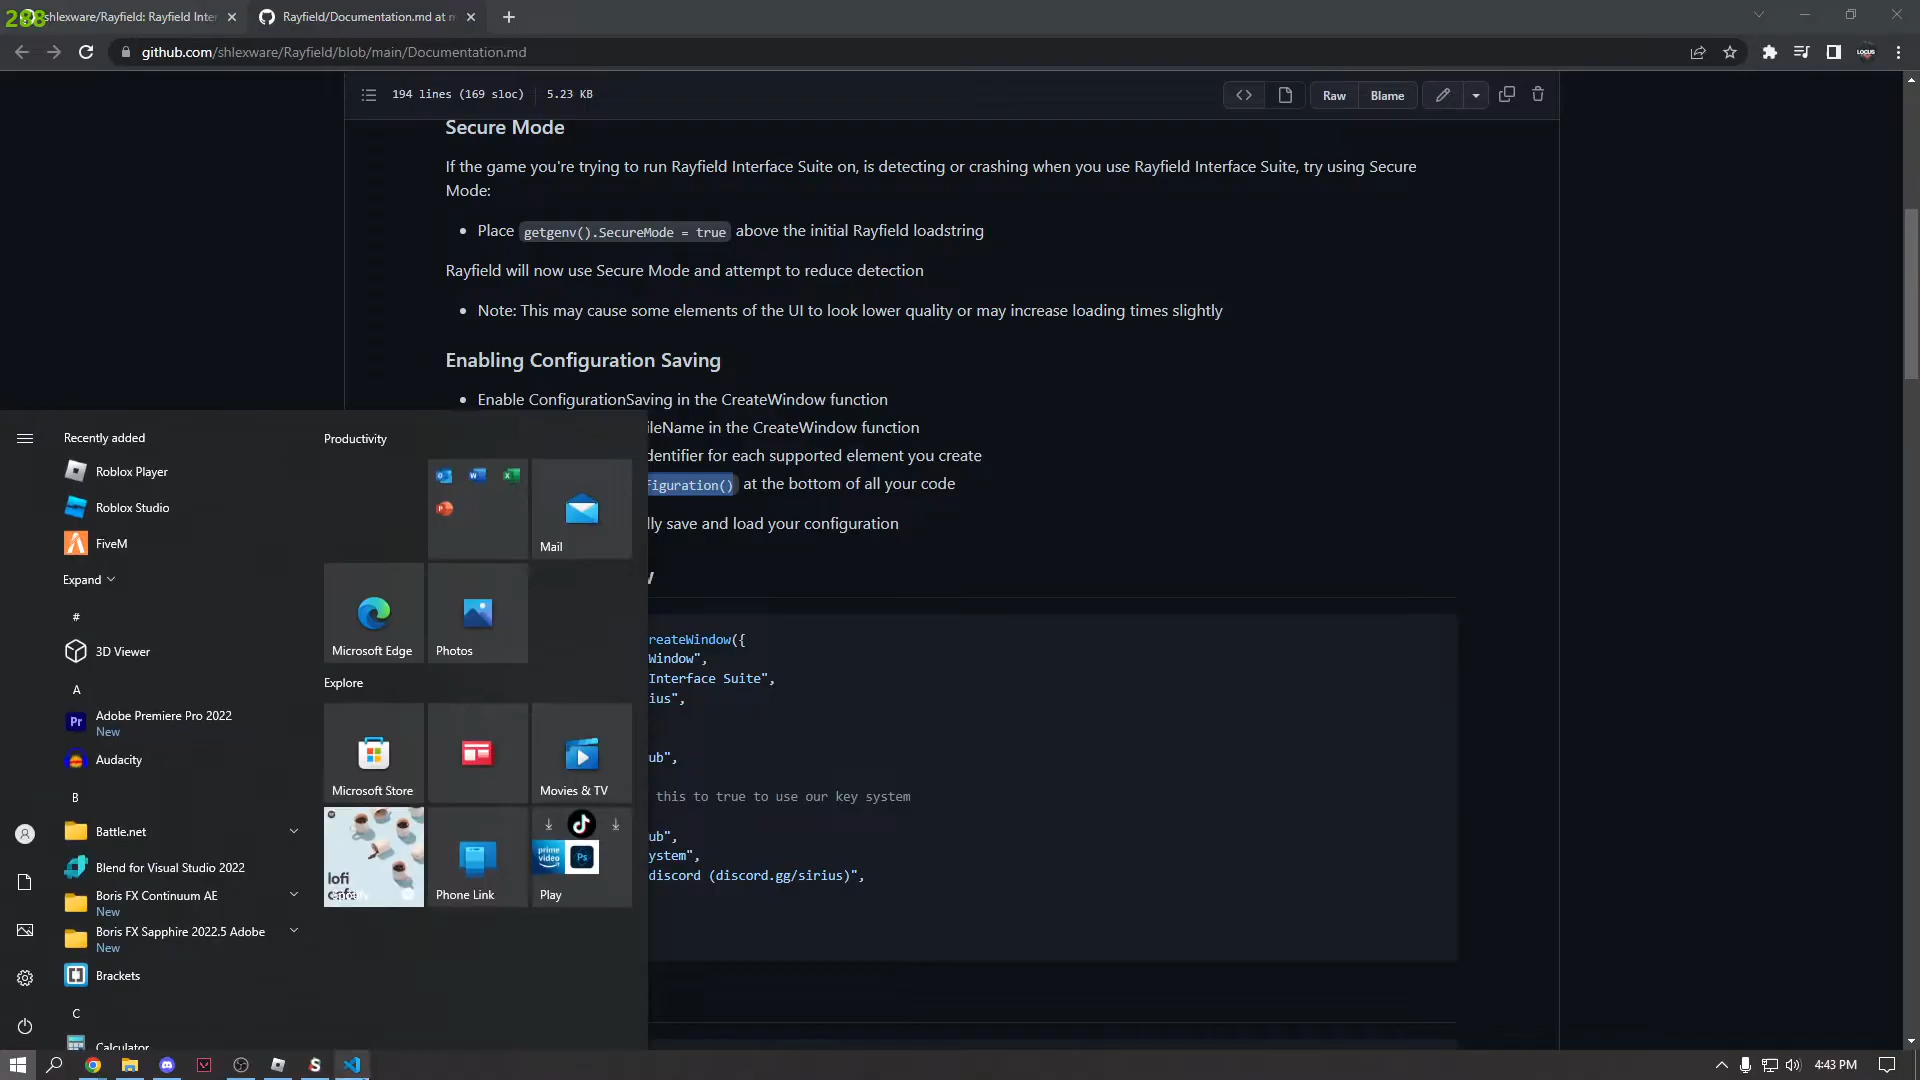 288
shlexware/Rayfield: Rayfield Inter
Rayfield/Documentation.md at m
github.com/shlexware/Rayfield/blob/main/Documentation.md
194 lines (169 sloc)
5.23 KB
Raw
Blame
Secure Mode
If the game you're trying to run Rayfield Interface Suite on, is detecting or crashing when you use Rayfield Interface Suite, try using Secure
Mode:
Place getgenv().SecureMode = true above the initial Rayfield loadstring
Rayfield will now use Secure Mode and attempt to reduce detection
Note: This may cause some elements of the UI to look lower quality or may increase loading times slightly
Enabling Configuration Saving
Enable ConfigurationSaving in the CreateWindow function
ileName in the CreateWindow function
dentifier for each supported element you create
figuration() at the bottom of all your code
lly save and load your configuration
reateWindow({
Window",
Interface Suite",
ius",
ub",
this to true to use our key system
ub",
ystem",
discord (discord.gg/sirius)",
Recently added
Roblox Player
Roblox Studio
FiveM
Expand
#
3D Viewer
A
Pr
Adobe Premiere Pro 2022
New
Audacity
B
Battle.net
Blend for Visual Studio 2022
Boris FX Continuum AE
New
Boris FX Sapphire 2022.5 Adobe
New
Brackets
C
Calculator
Productivity
Mail
Microsoft Edge
Photos
Explore
Microsoft Store
Movies & TV
lofi
prime
video
Ps
Phone Link
Play
4:43 PM